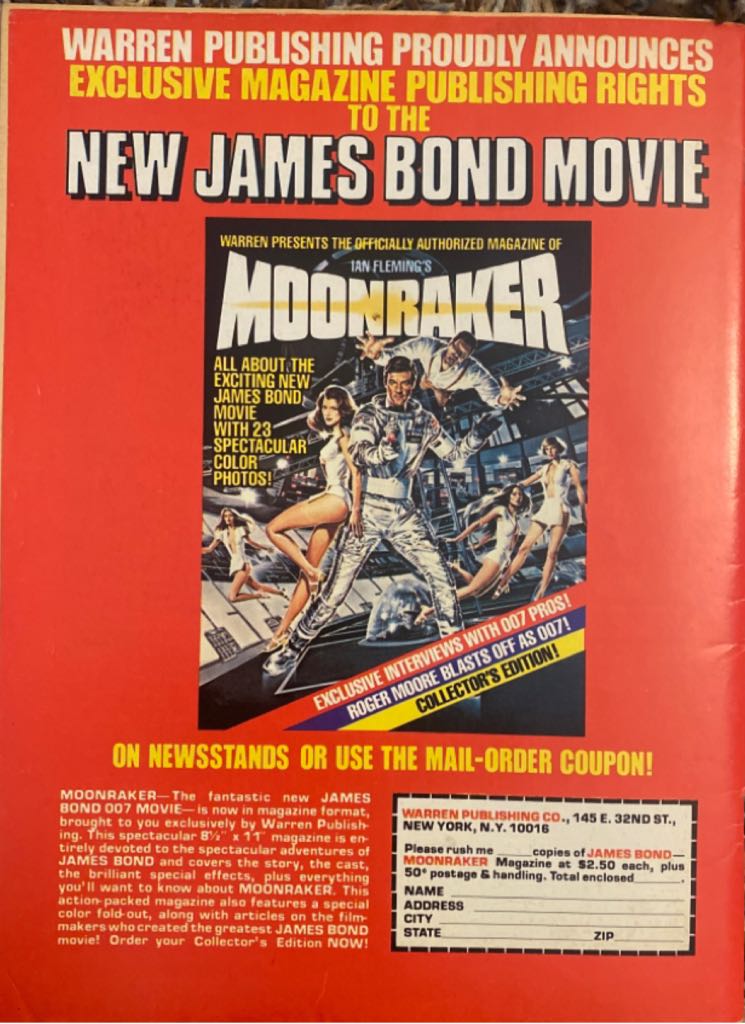 WARREN PUBLISHING PROUDLY ANNOUNCES
EXCLUSIVE MAGAZINE PUBLISHING RIGHTS
TO THE
NEW JAMES BOND MOVIE
WARREN PRESENTS THE OFFICIALLY AUTHORIZED MAGAZINE OF
IAN FLEMING'S
MOONRAKER
ALL ABOUT THE
EXCITING NEW
JAMES BOND
MOVIE
WITH 23
SPECTACULAR
COLOR
PHOTOS!
EXCLUSIVE INTERVIEWS WITH 007 PROS!
ROGER MOORE BLASTS OFF AS 007!
COLLECTOR'S EDITION!
ON NEWSSTANDS OR USE THE MAIL-ORDER COUPON!
MOONRAKER—The fantastic new JAMES
BOND 007 MOVIE—is now in magazine format,
brought to you exclusively by Warren Publish-
ing. This spectacular 8½" x 11" magazine is en-
tirely devoted to the spectacular adventures of
JAMES BOND and covers the story, the cast,
the brilliant special effects, plus everything
you'll want to know about MOONRAKER. This
action-packed magazine also features a special
color fold-out, along with articles on the film-
makers who created the greatest JAMES BOND
movie! Order your Collector's Edition NOW!
WARREN PUBLISHING CO., 145 E. 32ND ST.,
NEW YORK, N.Y. 10016
Please rush me ____ copies of JAMES BOND—
MOONRAKER Magazine at $2.50 each, plus
50¢ postage & handling. Total enclosed______.
NAME
ADDRESS
CITY
STATE ZIP